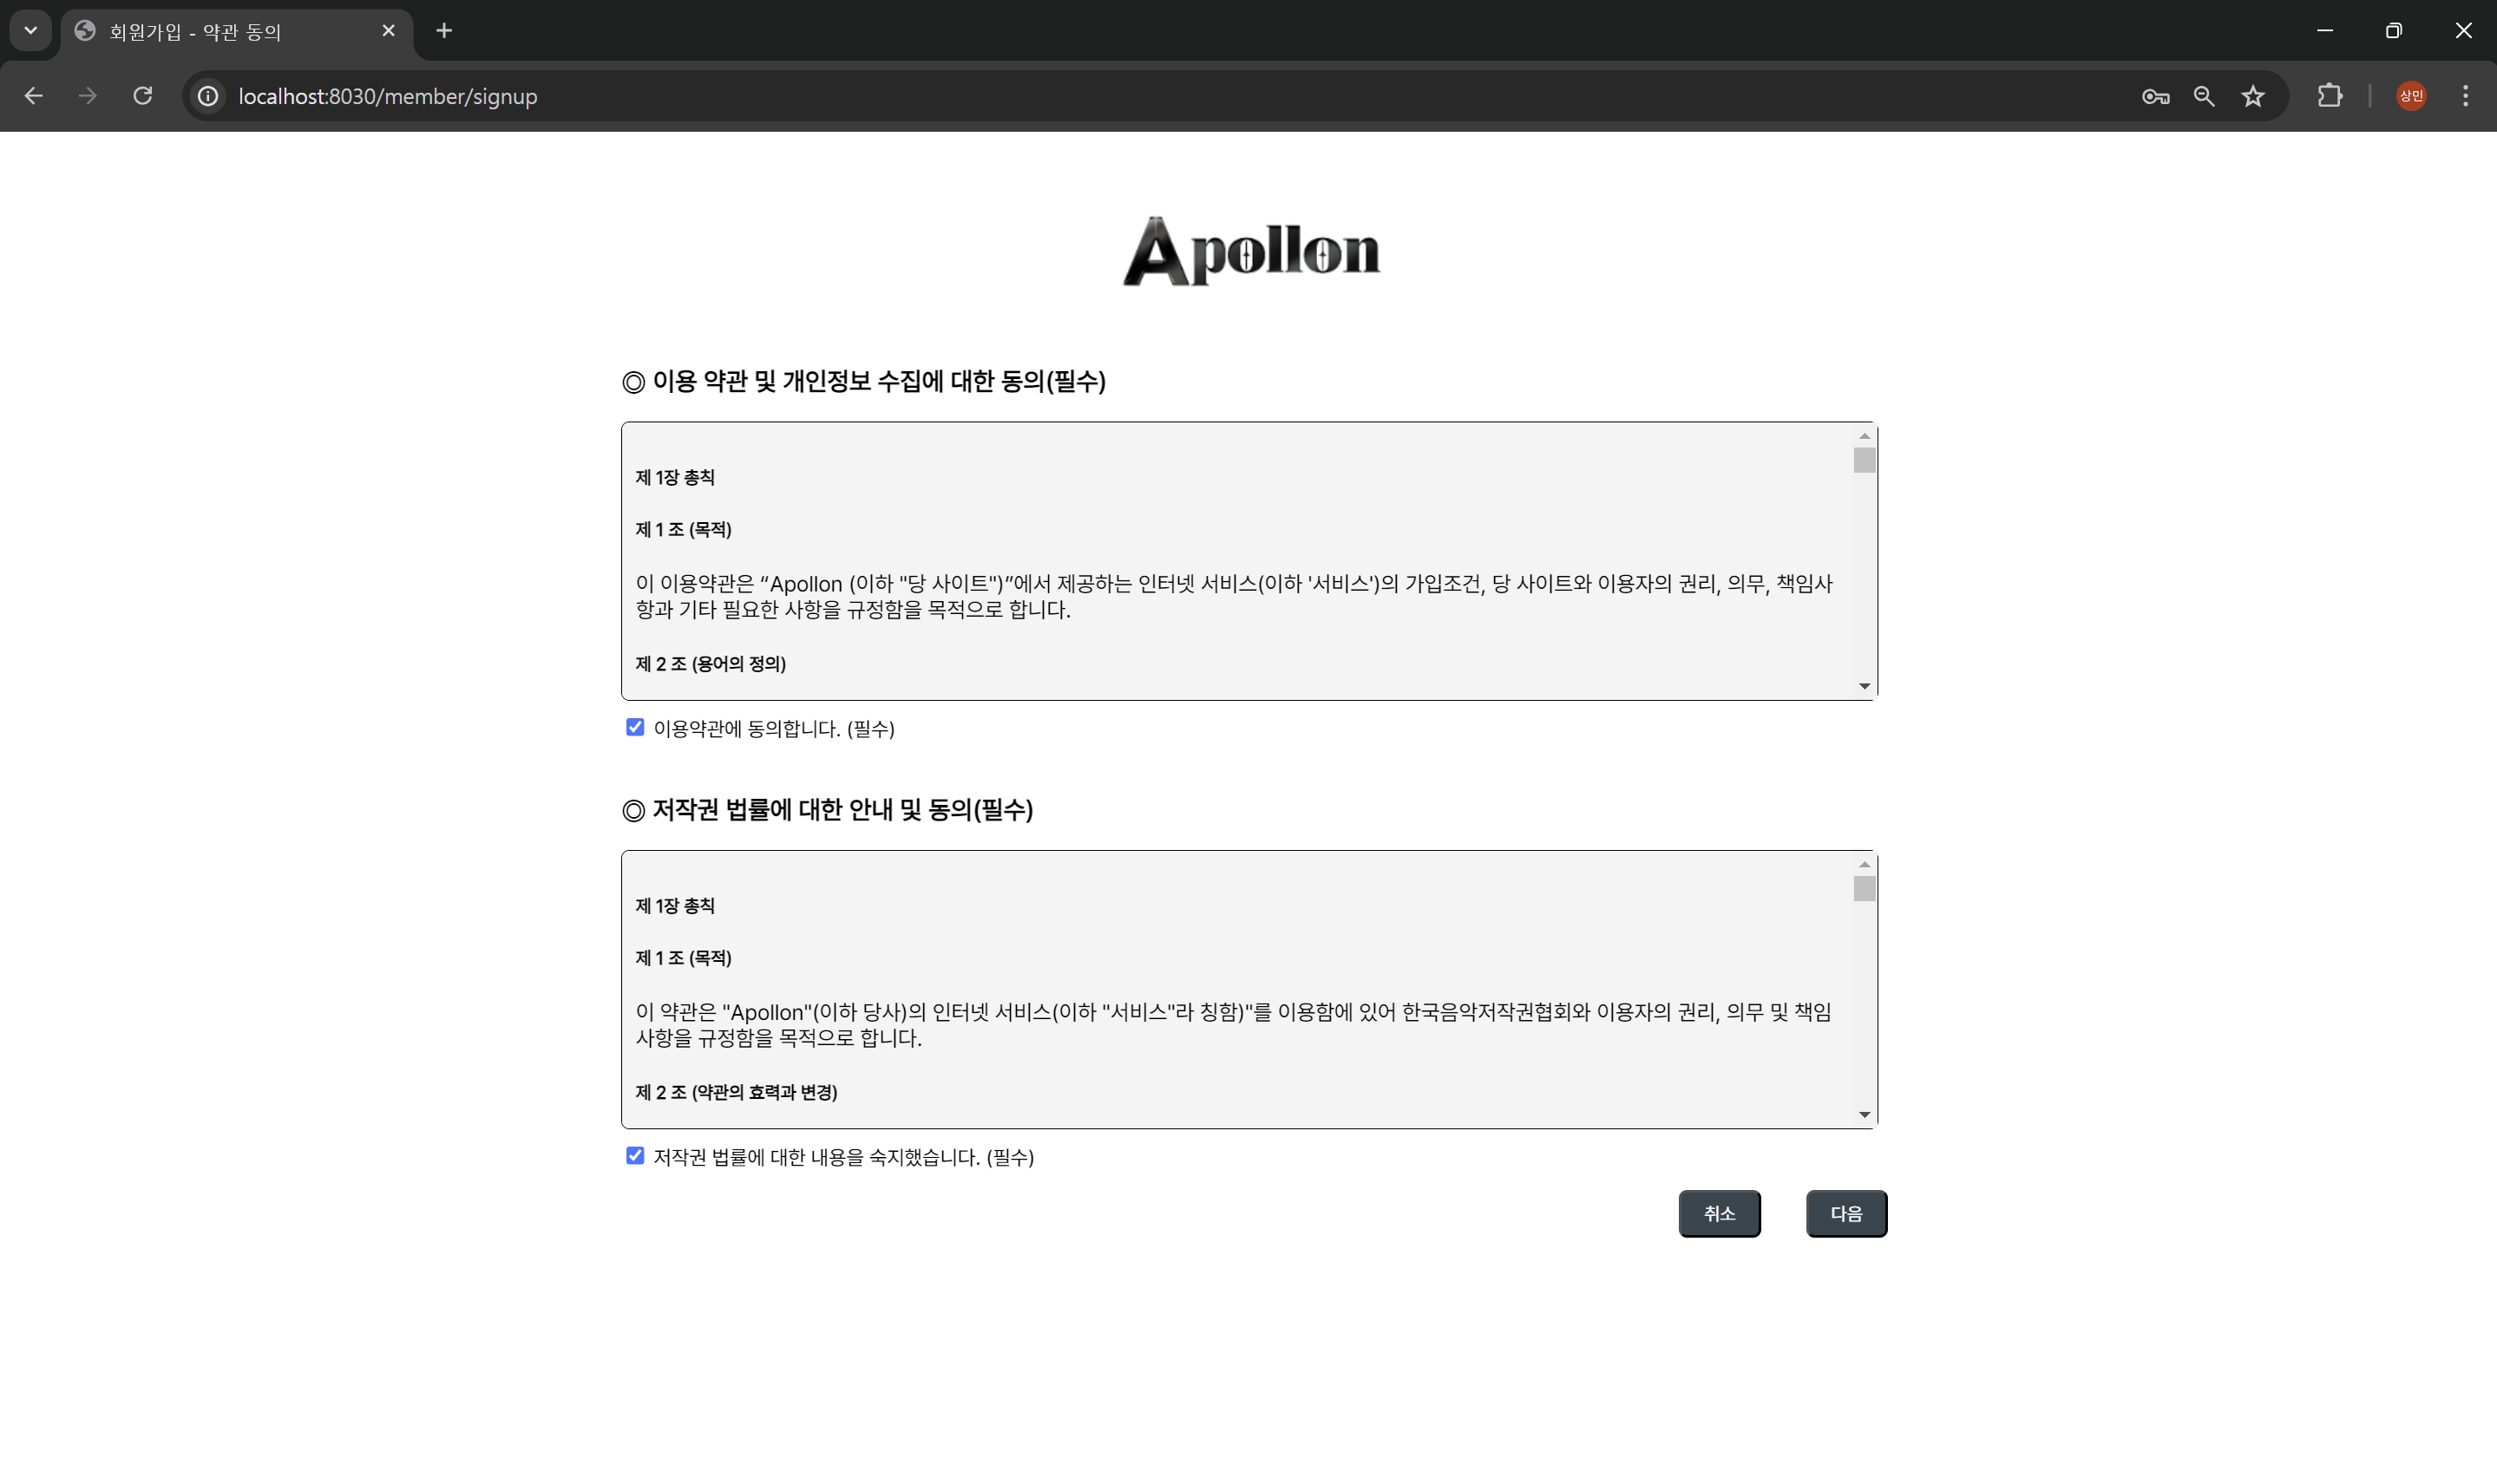 회원가입 - 약관 동의
localhost:8030/member/signup
상민
Apollon
◎ 이용 약관 및 개인정보 수집에 대한 동의(필수)
제 1장 총칙
제 1 조 (목적)
이 이용약관은 “Apollon (이하 "당 사이트")”에서 제공하는 인터넷 서비스(이하 '서비스')의 가입조건, 당 사이트와 이용자의 권리, 의무, 책임사
항과 기타 필요한 사항을 규정함을 목적으로 합니다.
제 2 조 (용어의 정의)
이용약관에 동의합니다. (필수)
◎ 저작권 법률에 대한 안내 및 동의(필수)
제 1장 총칙
제 1 조 (목적)
이 약관은 "Apollon"(이하 당사)의 인터넷 서비스(이하 "서비스"라 칭함)"를 이용함에 있어 한국음악저작권협회와 이용자의 권리, 의무 및 책임
사항을 규정함을 목적으로 합니다.
제 2 조 (약관의 효력과 변경)
저작권 법률에 대한 내용을 숙지했습니다. (필수)
취소 다음